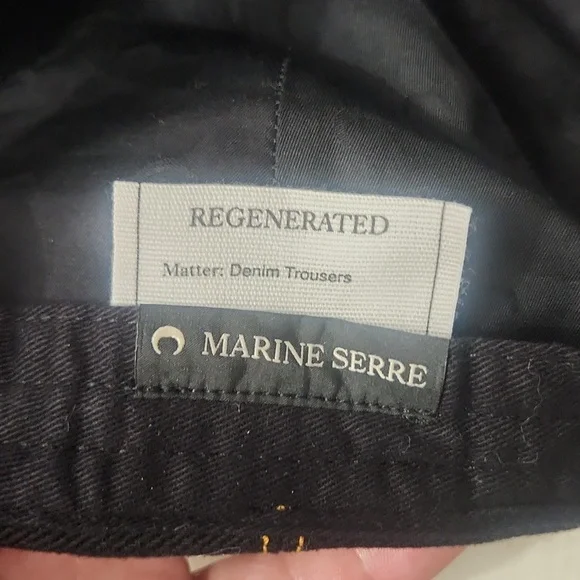 REGENERATED
Matter: Denim Trousers
MARINE SERRE